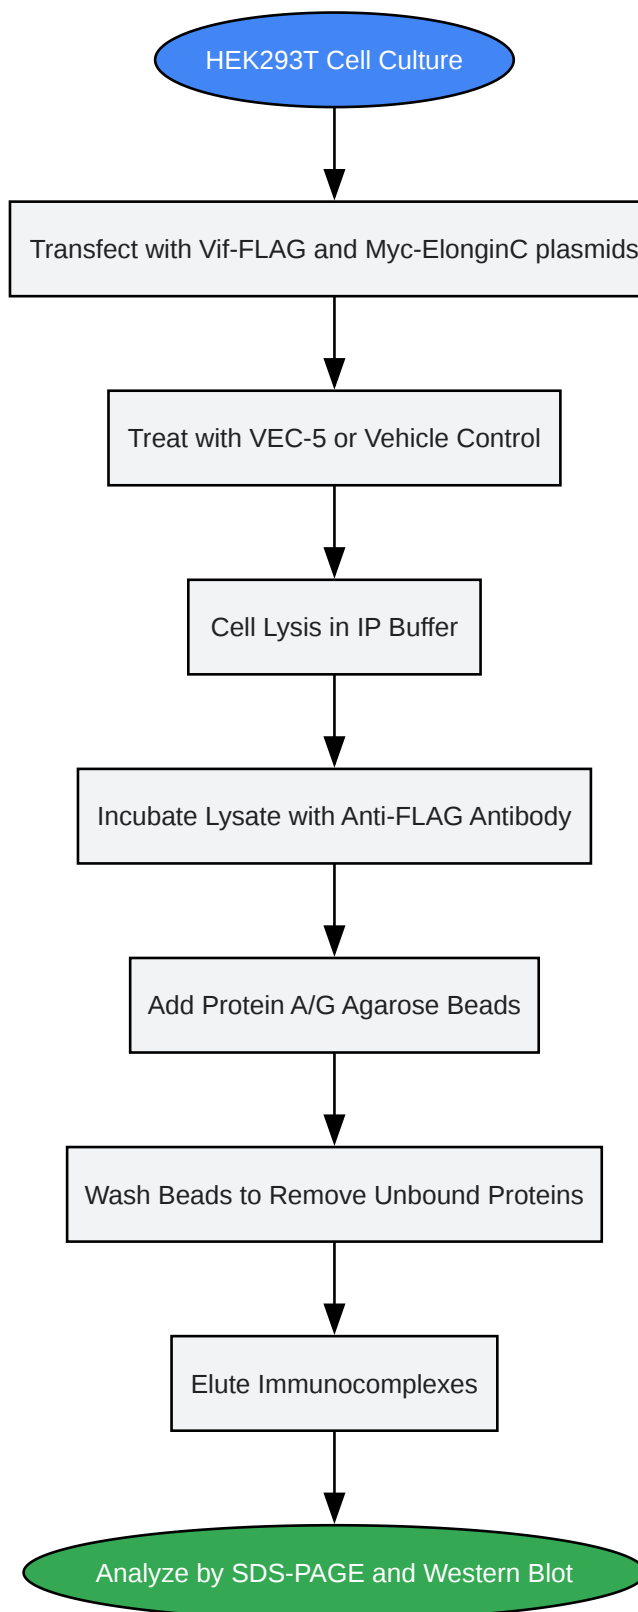 HEK293T Cell Culture
Transfect with Vif-FLAG and Myc-ElonginC plasmids
Treat with VEC-5 or Vehicle Control
Cell Lysis in IP Buffer
Incubate Lysate with Anti-FLAG Antibody
Add Protein A/G Agarose Beads
Wash Beads to Remove Unbound Proteins
Elute Immunocomplexes
Analyze by SDS-PAGE and Western Blot